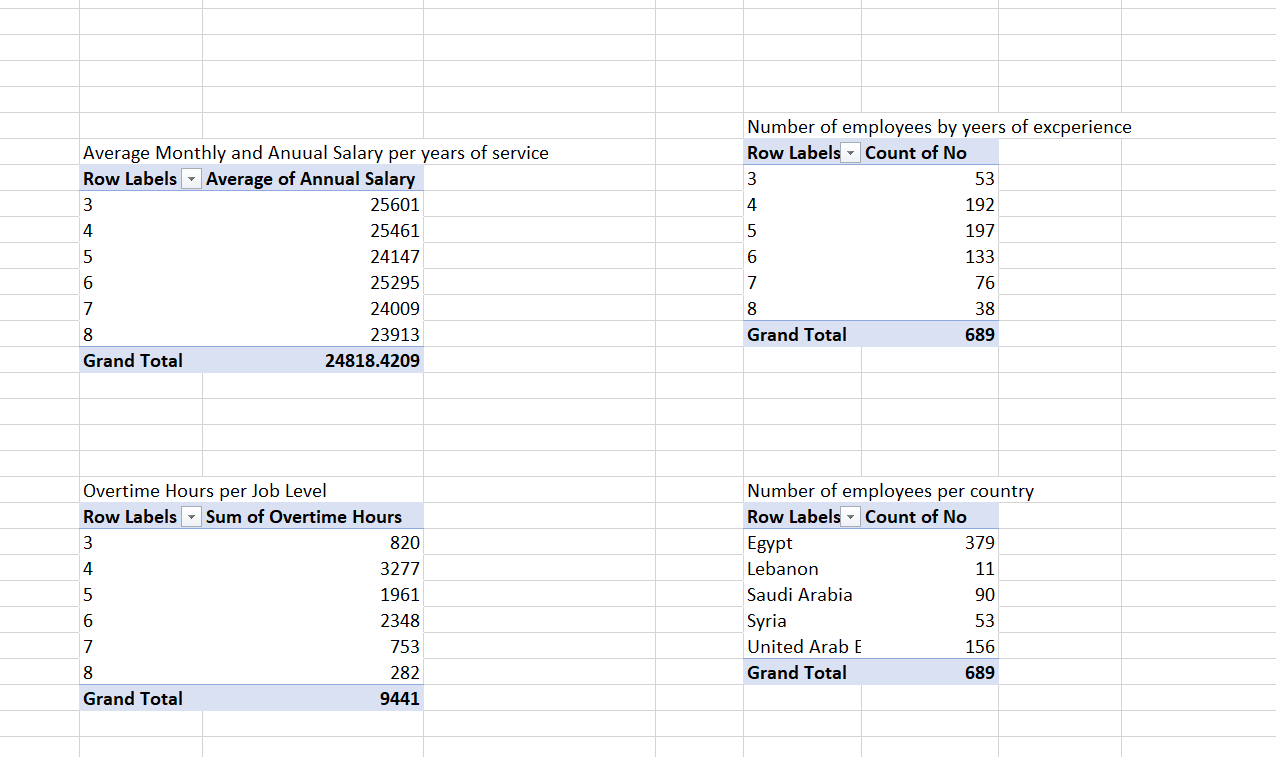 Average Monthly and Anuual Salary per years of service
Row Labels Average of Annual Salary
3 25601
4 25461
5 24147
6 25295
7 24009
8 23913
Grand Total 24818.4209
Number of employees by yeers of excperience
Row Labels Count of No
3 53
4 192
5 197
6 133
7 76
8 38
Grand Total 689
Overtime Hours per Job Level
Row Labels Sum of Overtime Hours
3 820
4 3277
5 1961
6 2348
7 753
8 282
Grand Total 9441
Number of employees per country
Row Labels Count of No
Egypt 379
Lebanon 11
Saudi Arabia 90
Syria 53
United Arab E 156
Grand Total 689